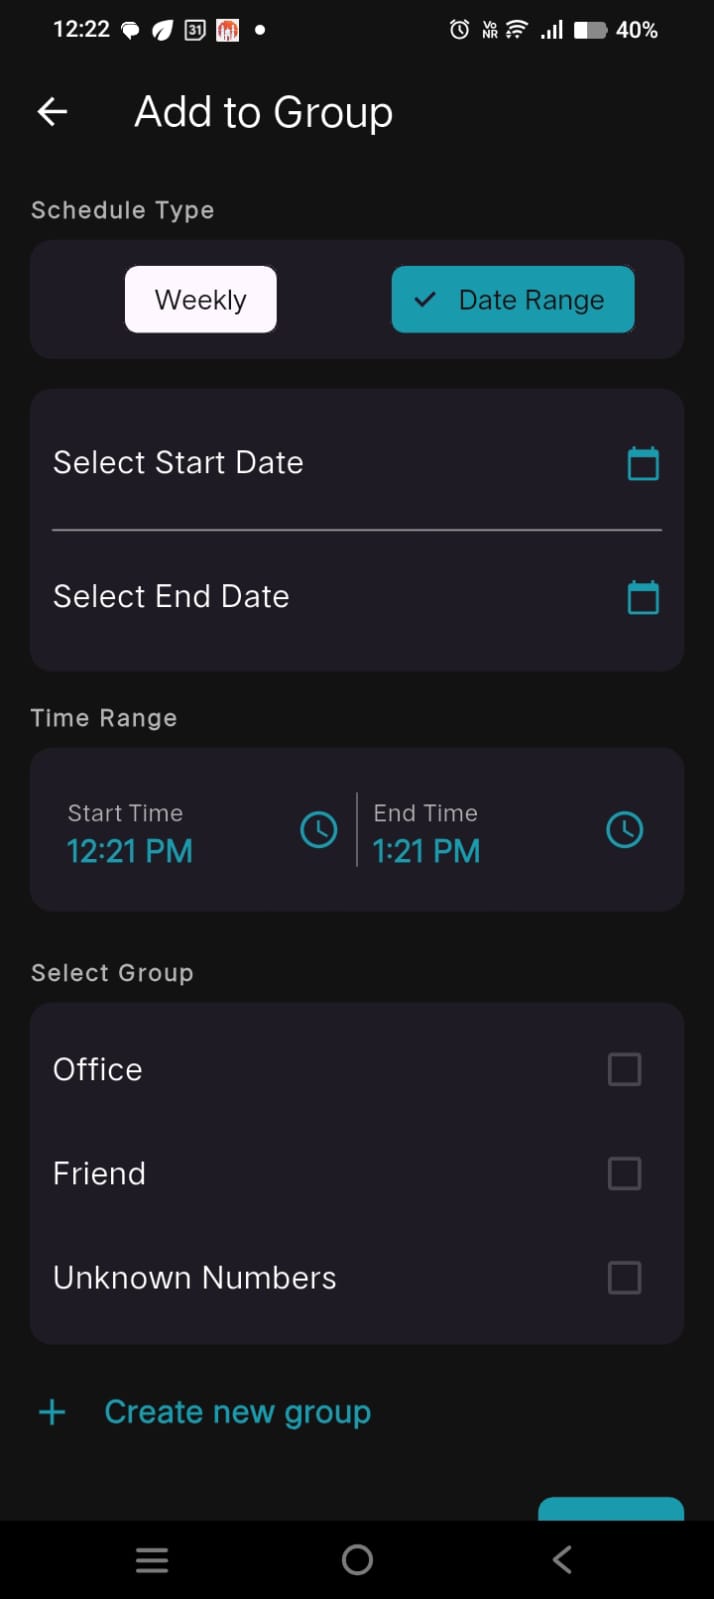 12:22
31
Vo
NR
40%
Add to Group
Schedule Type
Weekly
Date Range
Select Start Date
Select End Date
Time Range
Start Time
12:21 PM
End Time
1:21 PM
Select Group
Office
Friend
Unknown Numbers
+ Create new group